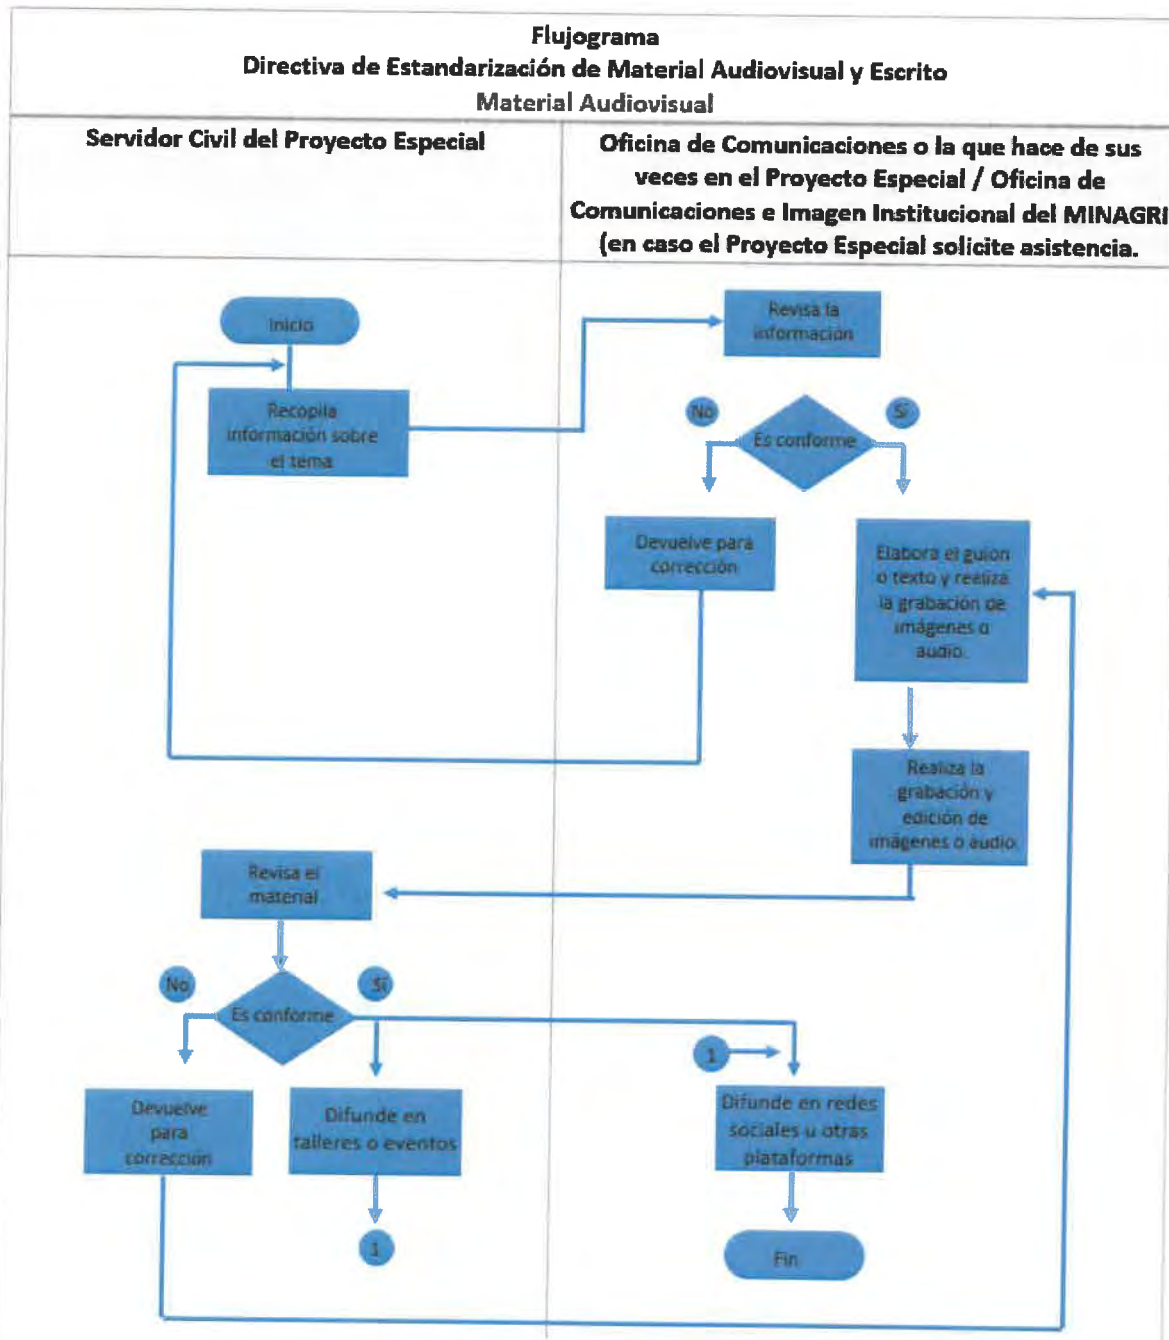 Flujograma
Directiva de Estandarización de Material Audiovisual y Escrito
Material Audiovisual
Servidor Civil del Proyecto Especial
Oficina de Comunicaciones o la que hace de sus
veces en el Proyecto Especial / Oficina de
Comunicaciones e Imagen Institucional del MINAGRI
(en caso el Proyecto Especial solicite asistencia.
Inicio
Revisa la
información
Recopila
información sobre
el tema
No
Si
Es conforme
Devuelve para
corrección
Elabora el guion
o texto y realiza
la grabación de
imágenes o
audio.
Realiza la
grabación y
edición de
imágenes o audio
Revisa el
material
No
Si
Es conforme
1
Devuelve
para
corrección
Difunde en
talleres o eventos
Difunde en redes
sociales u otras
plataformas
1
Fin